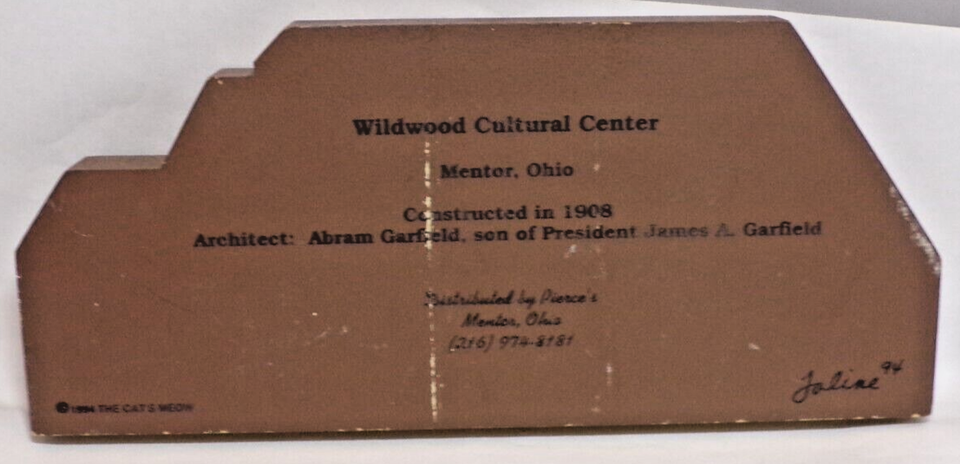 Wildwood Cultural Center
Mentor, Ohio
Constructed in 1908
Architect: Abram Garfield, son of President James A. Garfield
Distributed by Pierce's
Mentor, Ohio
(216) 974-8181
Faline 94
© 1994 THE CAT'S MEOW